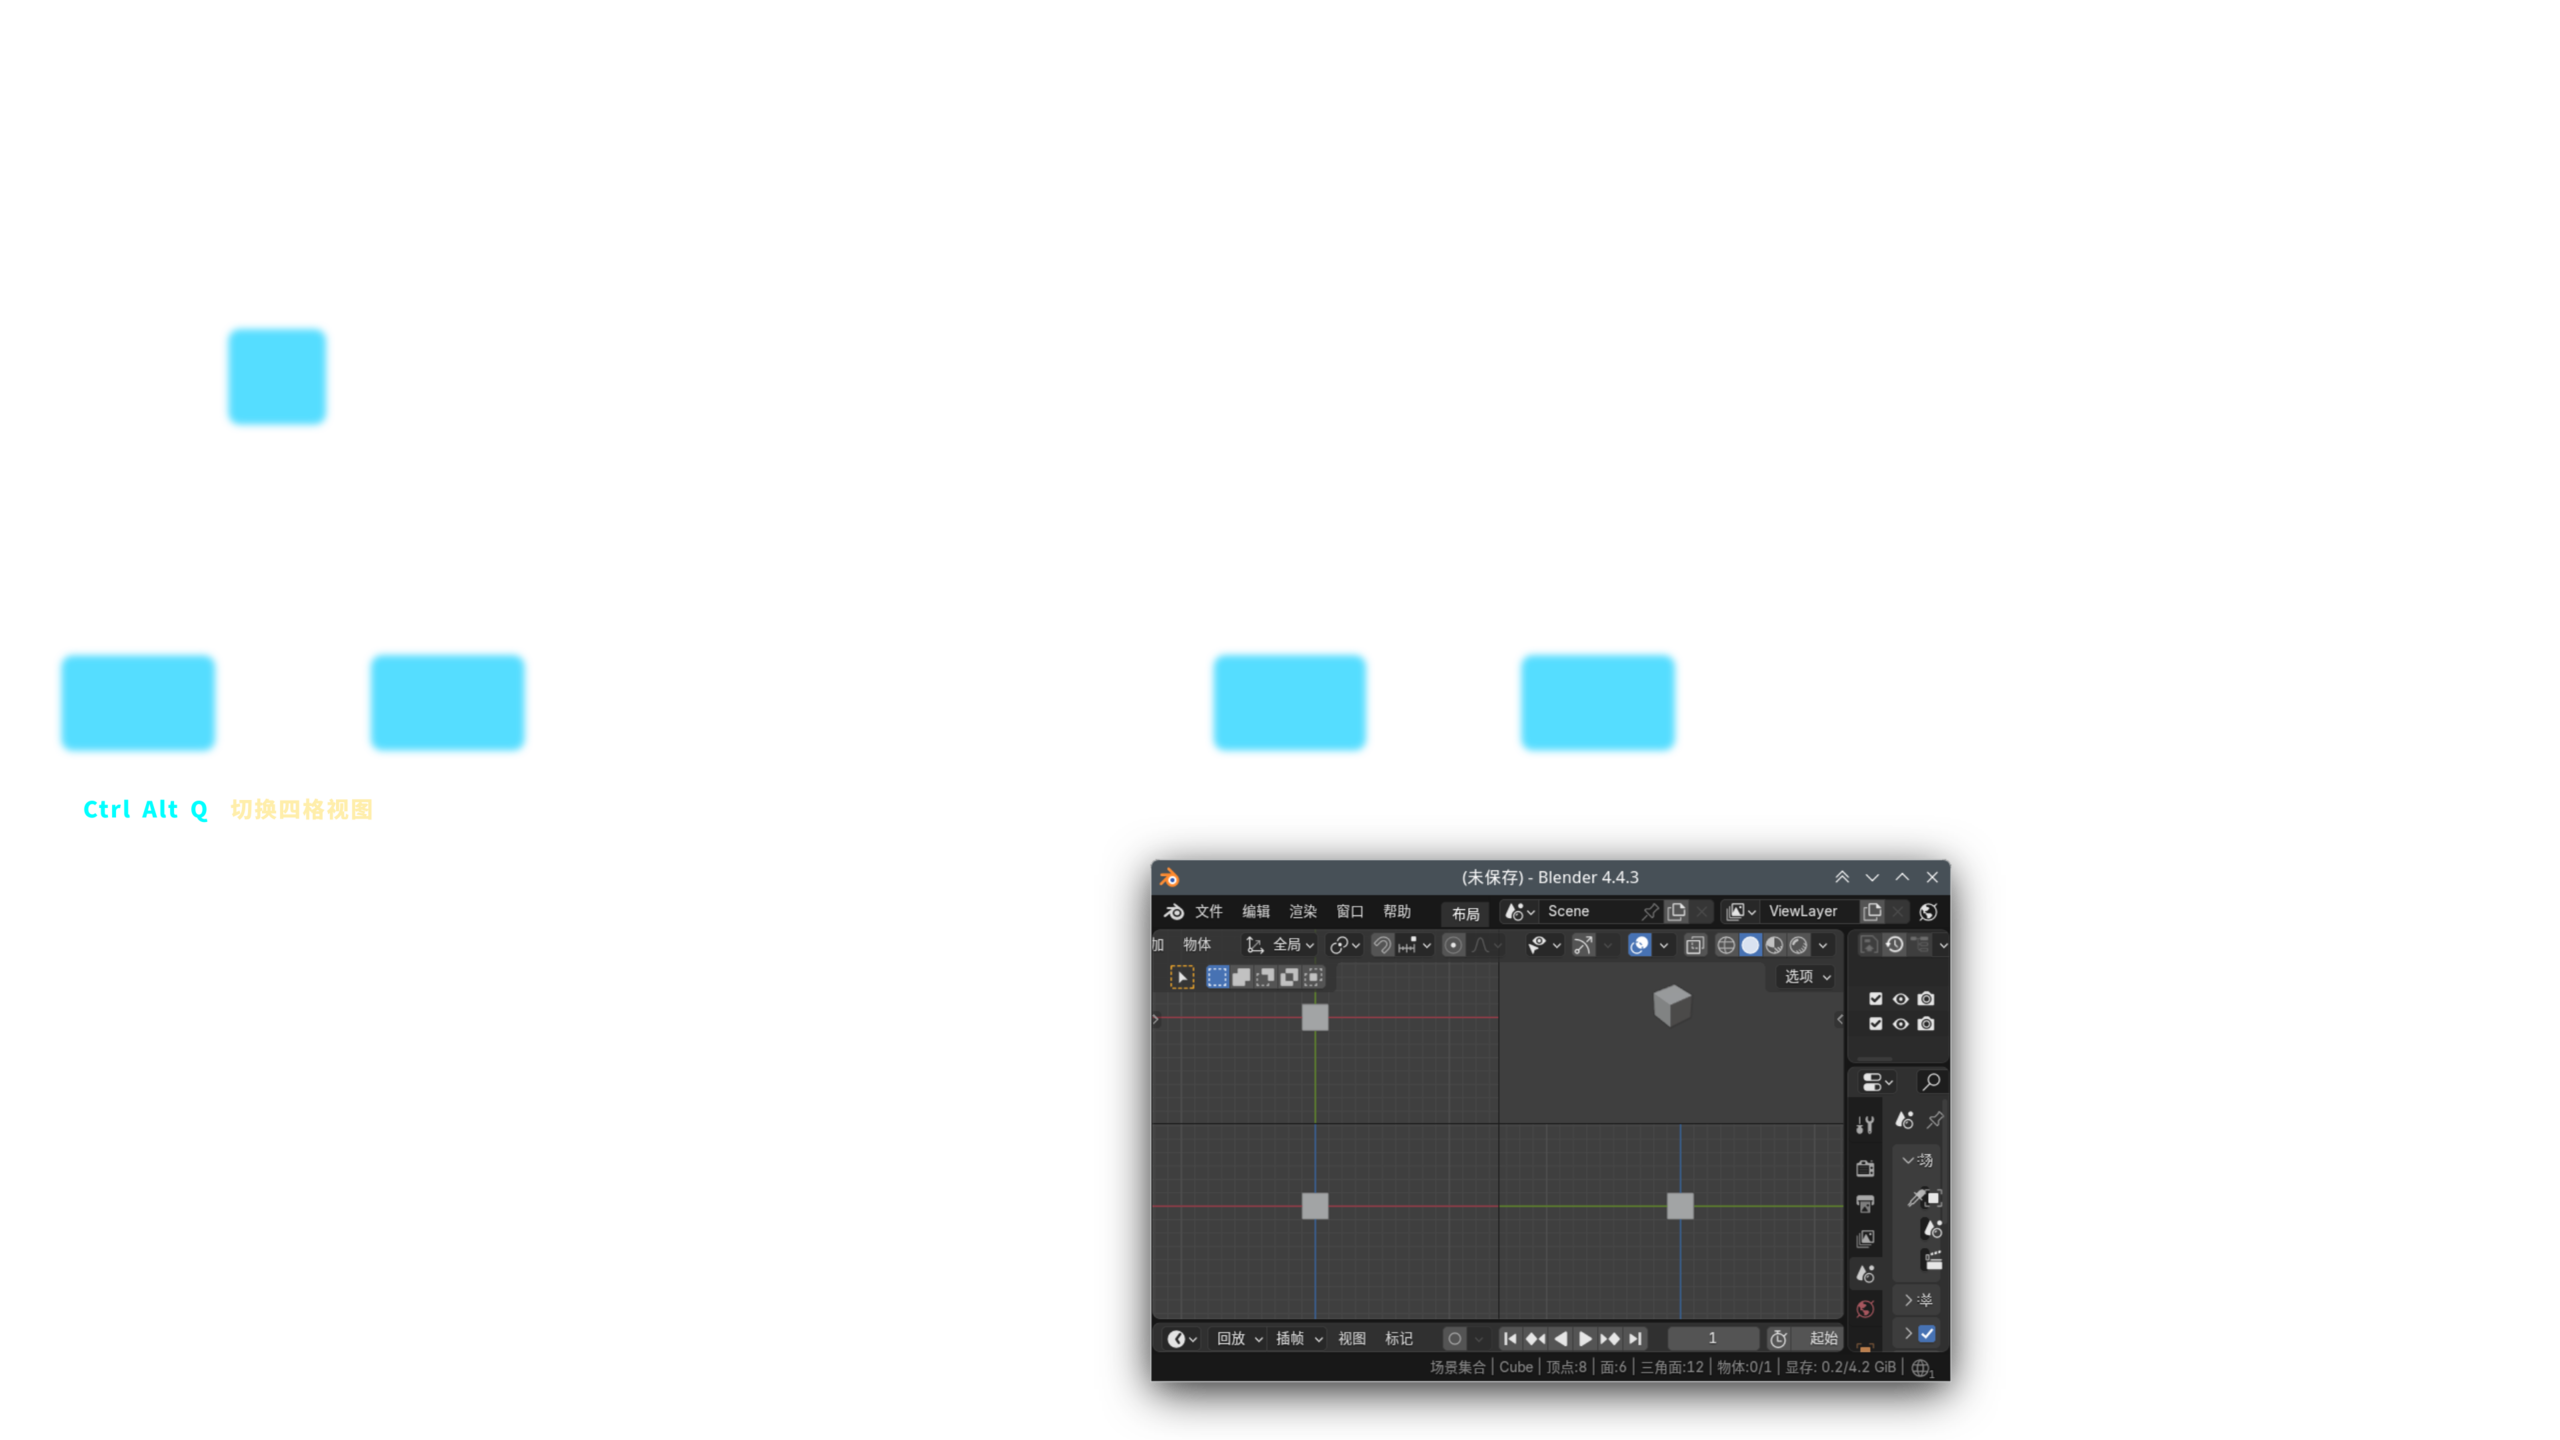 Ctrl Alt Q 切换四格视图
(未保存) - Blender 4.4.3
文件 编辑 渲染 窗口 帮助 布局 Scene ViewLayer
加 物体 全局
选项
场
回放 插帧 视图 标记 1 起始
场景集合 | Cube | 顶点:8 | 面:6 | 三角面:12 | 物体:0/1 | 显存: 0.2/4.2 GiB | 1